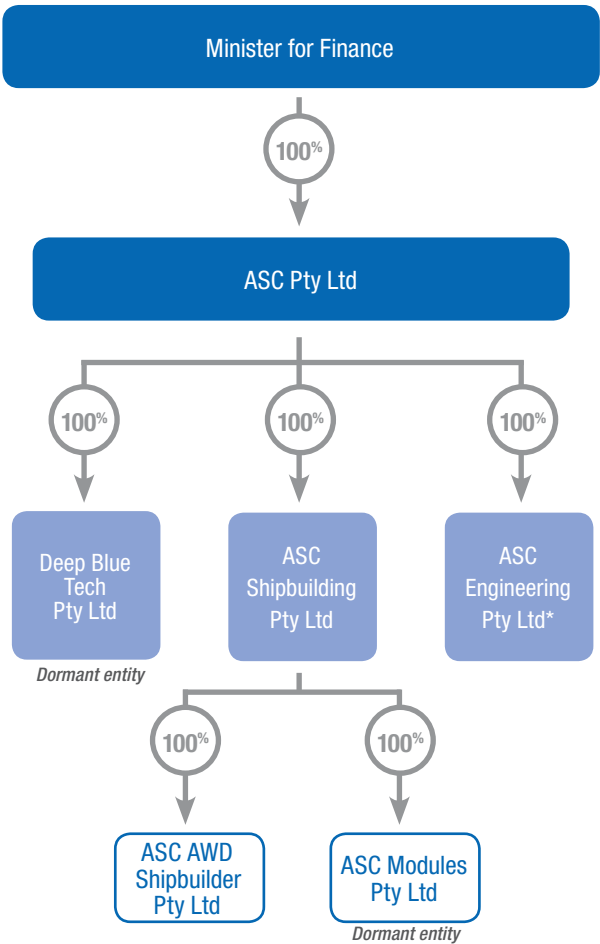 Minister for Finance
100%
ASC Pty Ltd
100%
100%
100%
Deep Blue
Tech
Pty Ltd
ASC
Shipbuilding
Pty Ltd
ASC
Engineering
Pty Ltd*
Dormant entity
100%
100%
ASC AWD
Shipbuilder
Pty Ltd
ASC Modules
Pty Ltd
Dormant entity